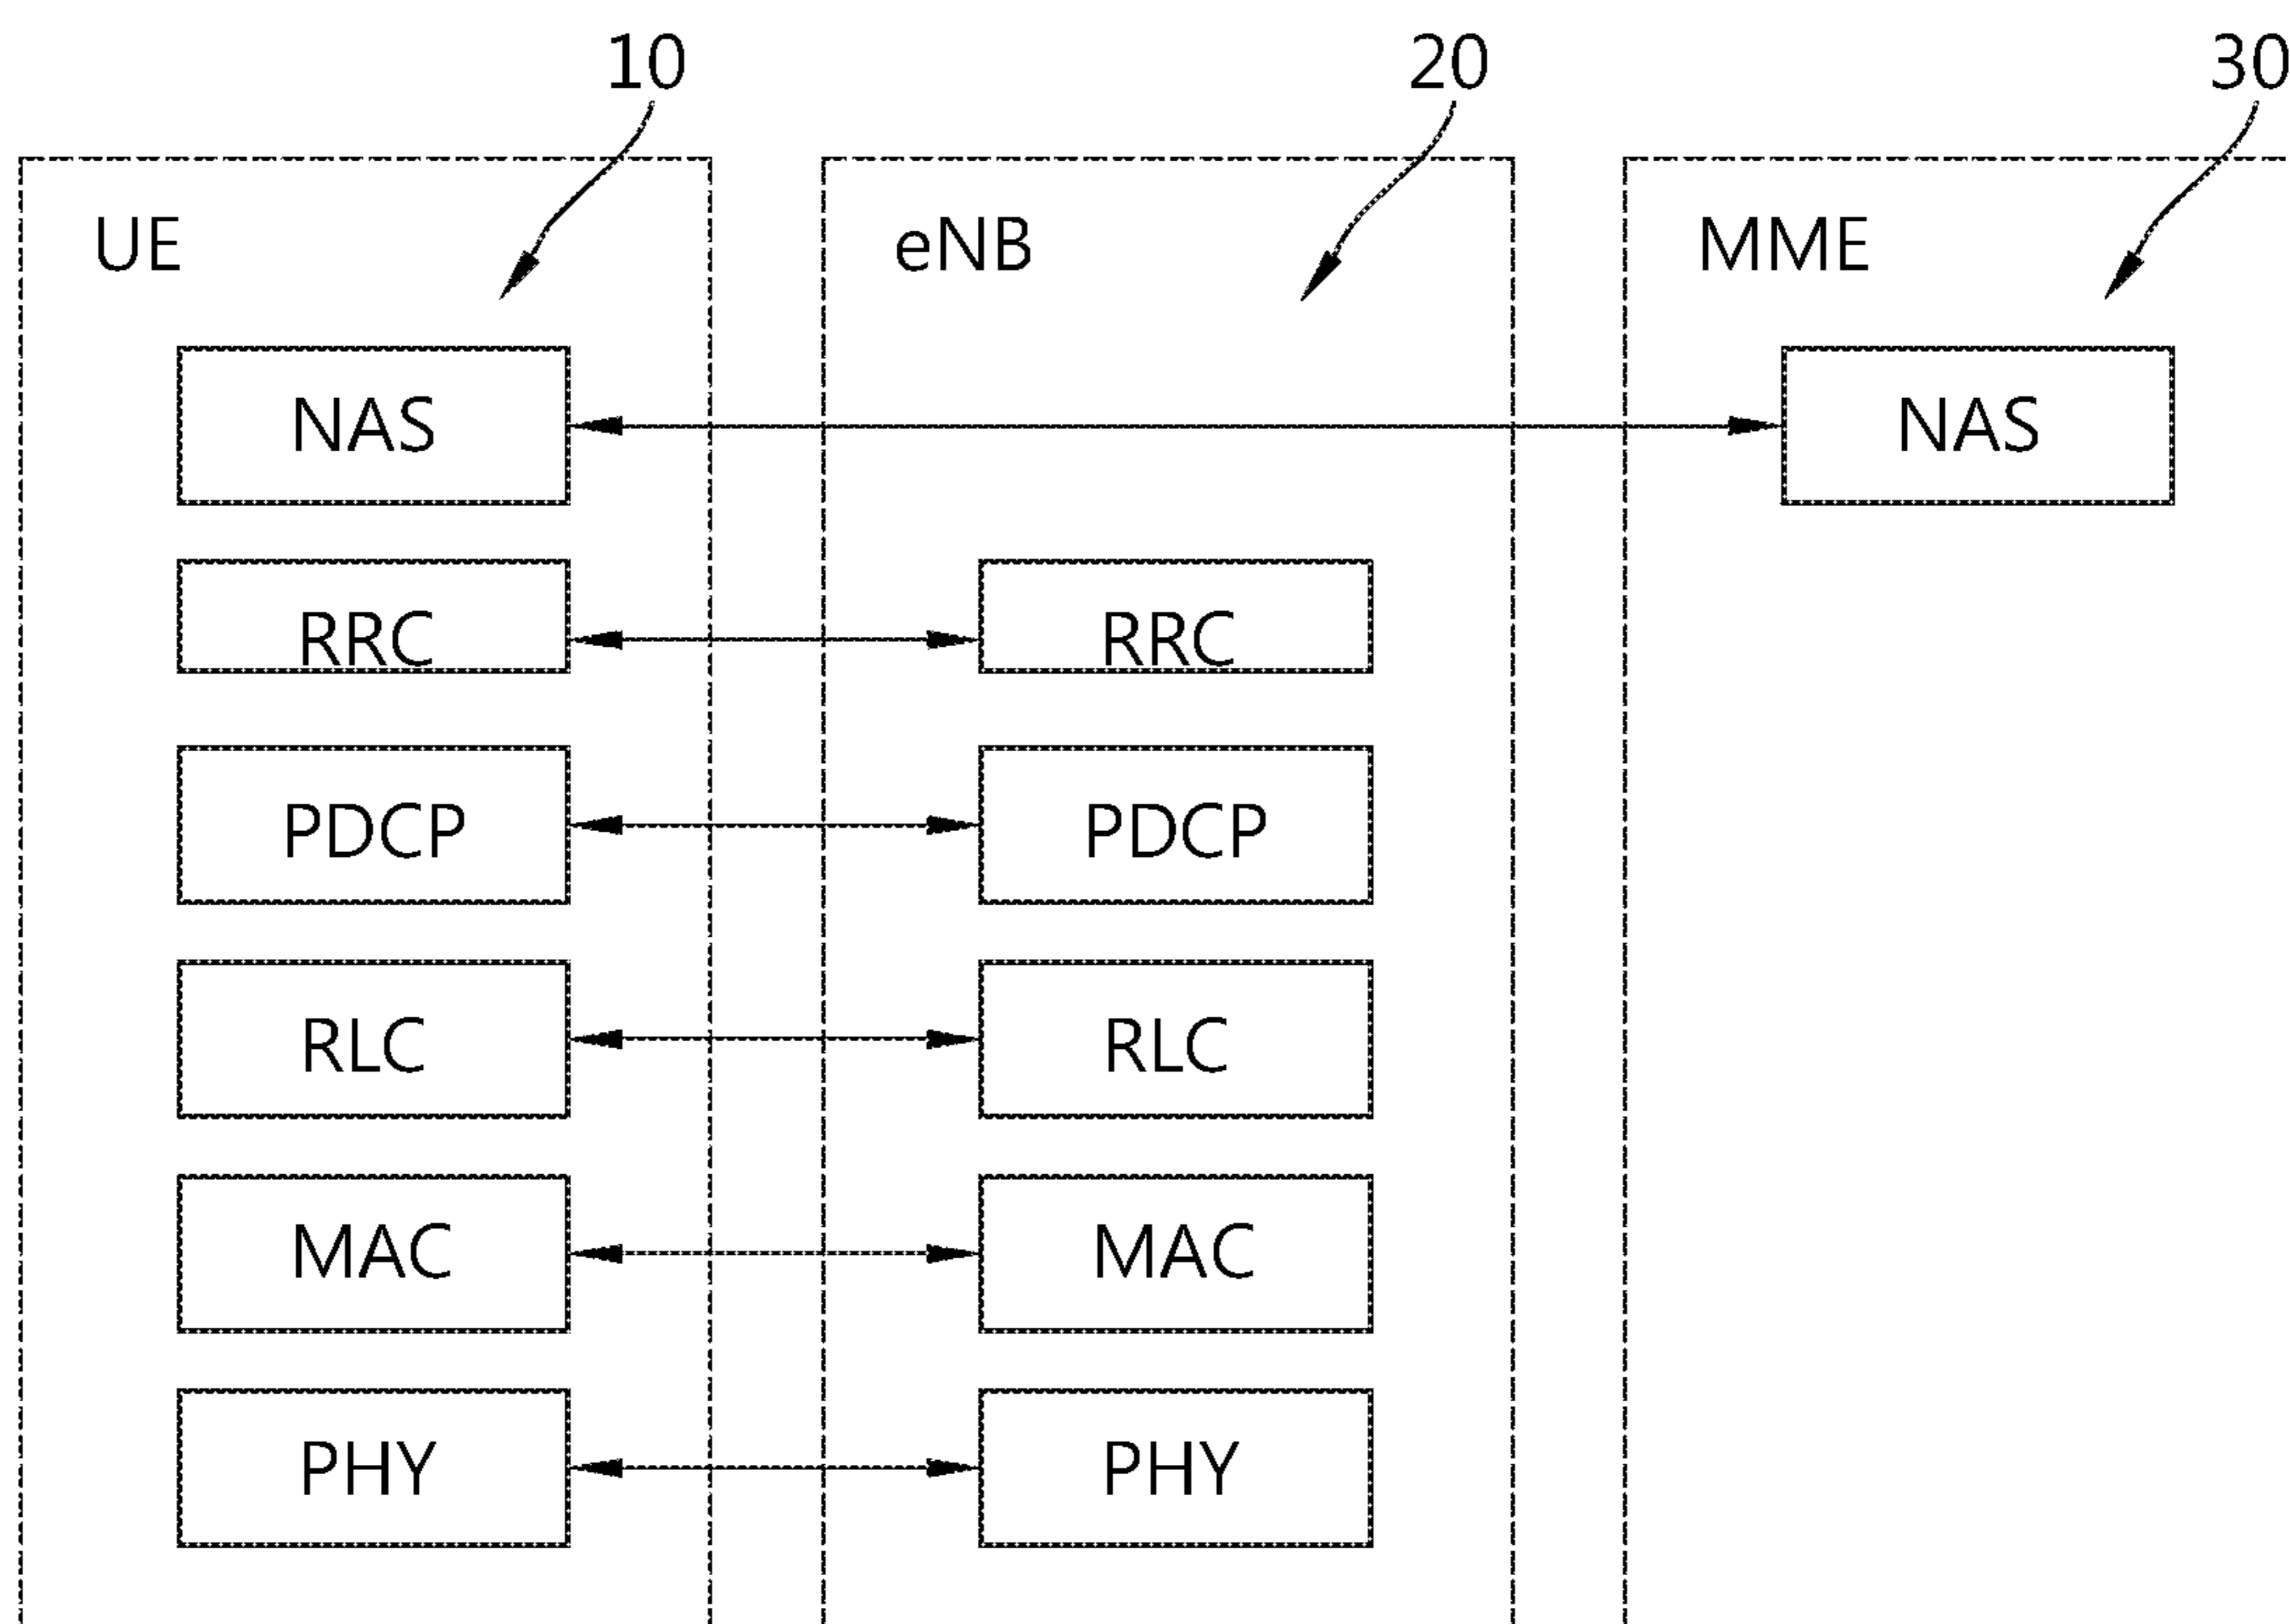 10 20 30
UE eNB MME
NAS NAS
RRC RRC
PDCP PDCP
RLC RLC
MAC MAC
PHY PHY